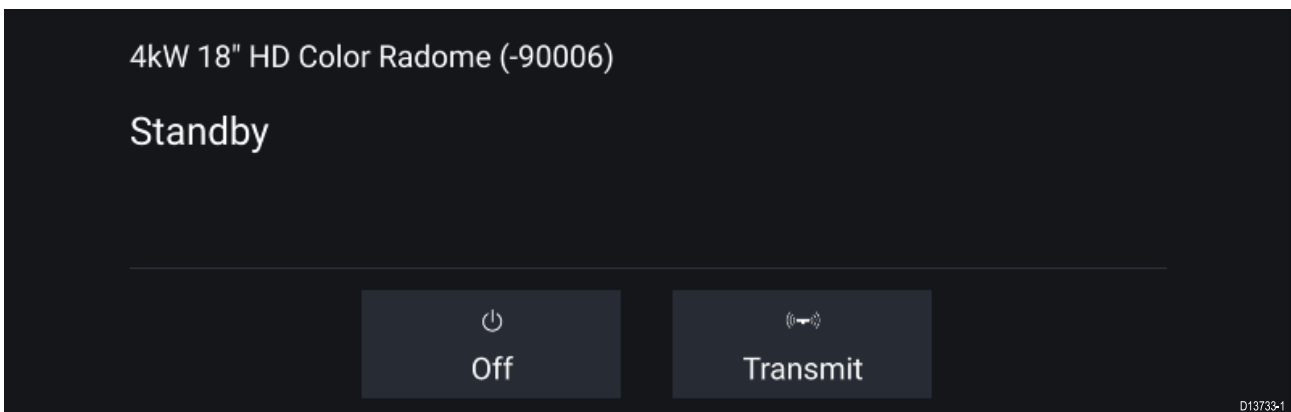 4kW 18" HD Color Radome (-90006)
Standby
Off
Transmit
D13733-1